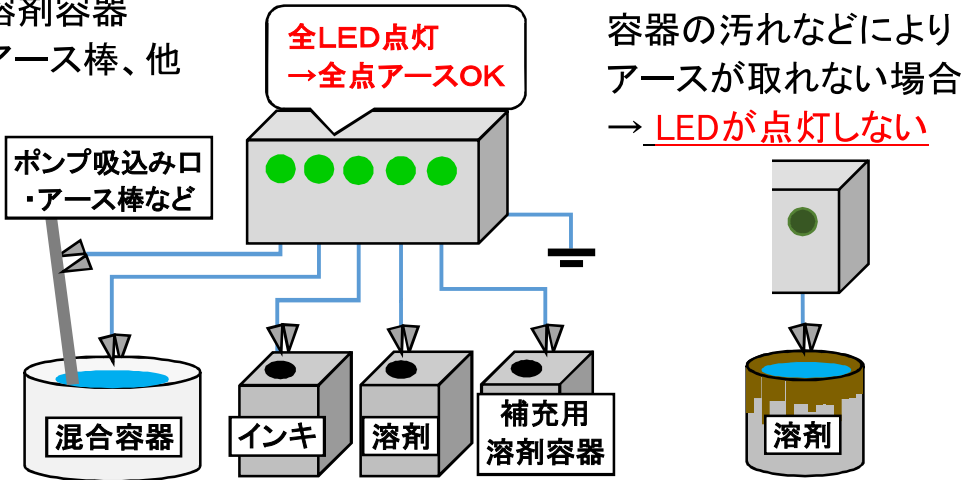 溶剤容器
アース棒、他
全LED点灯
→全点アースOK
容器の汚れなどにより
アースが取れない場合
→ LEDが点灯しない
ポンプ吸込み口
・アース棒など
混合容器
インキ
溶剤
補充用
溶剤容器
溶剤